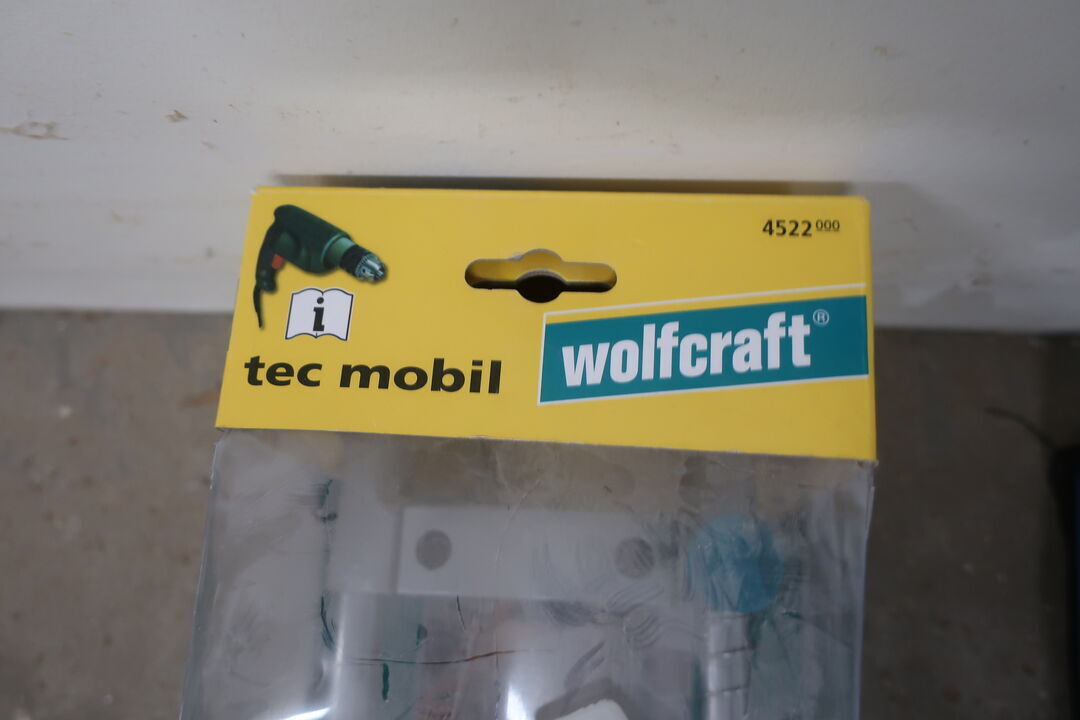 4522 000
i
tec mobil
wolfcraft®